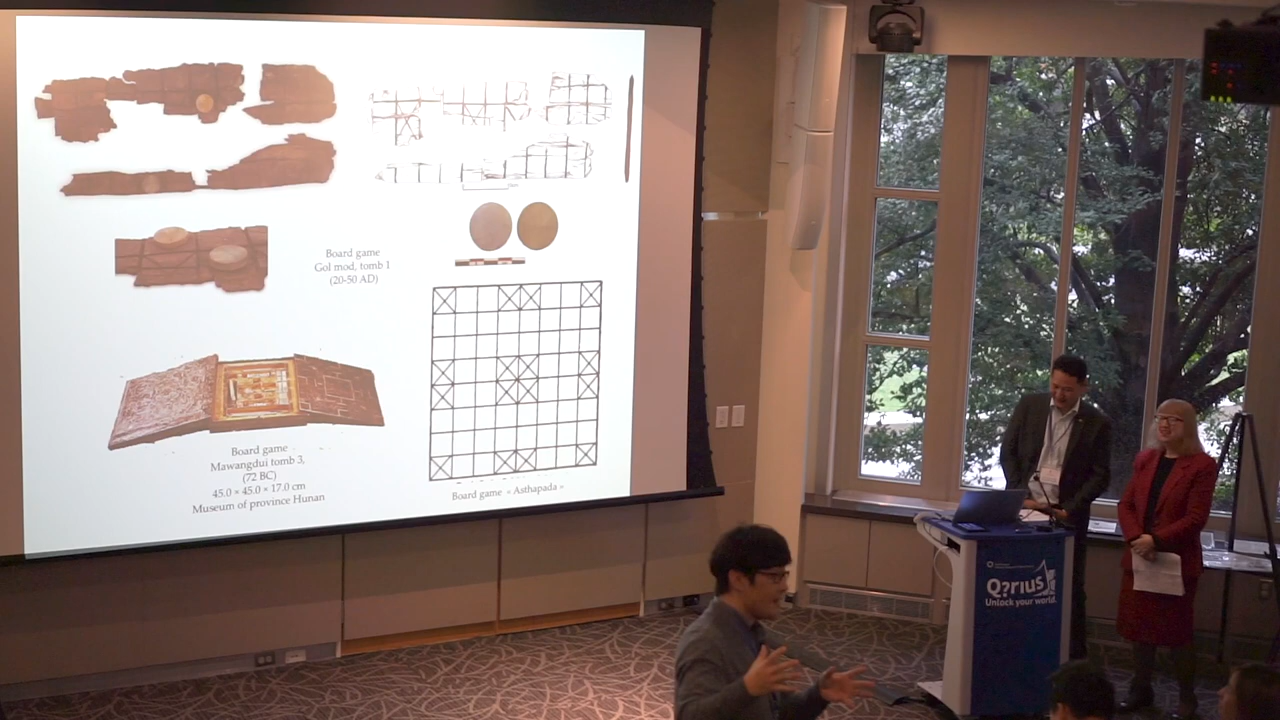 Board game
Gol mod, tomb 1
(20-50 AD)
Board game
Mawangdui tomb 3,
(72 BC)
45.0 × 45.0 × 17.0 cm
Museum of province Hunan
Board game « Asthapada »
Q?rius
Unlock your world.